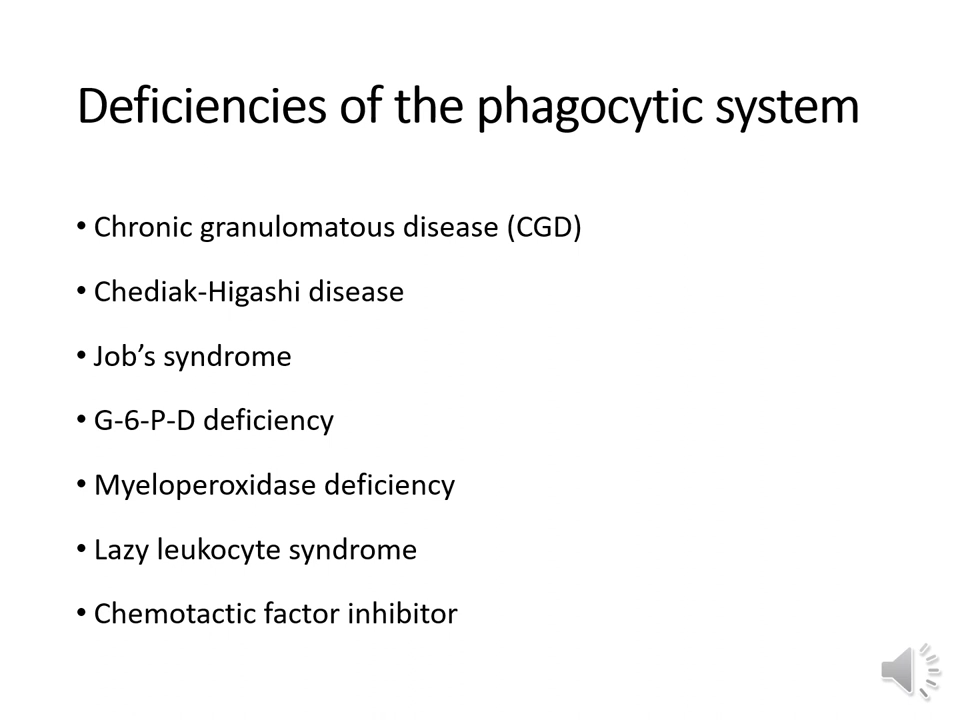 Deficiencies of the phagocytic system
• Chronic granulomatous disease (CGD)
• Chediak-Higashi disease
• Job’s syndrome
• G-6-P-D deficiency
• Myeloperoxidase deficiency
• Lazy leukocyte syndrome
• Chemotactic factor inhibitor